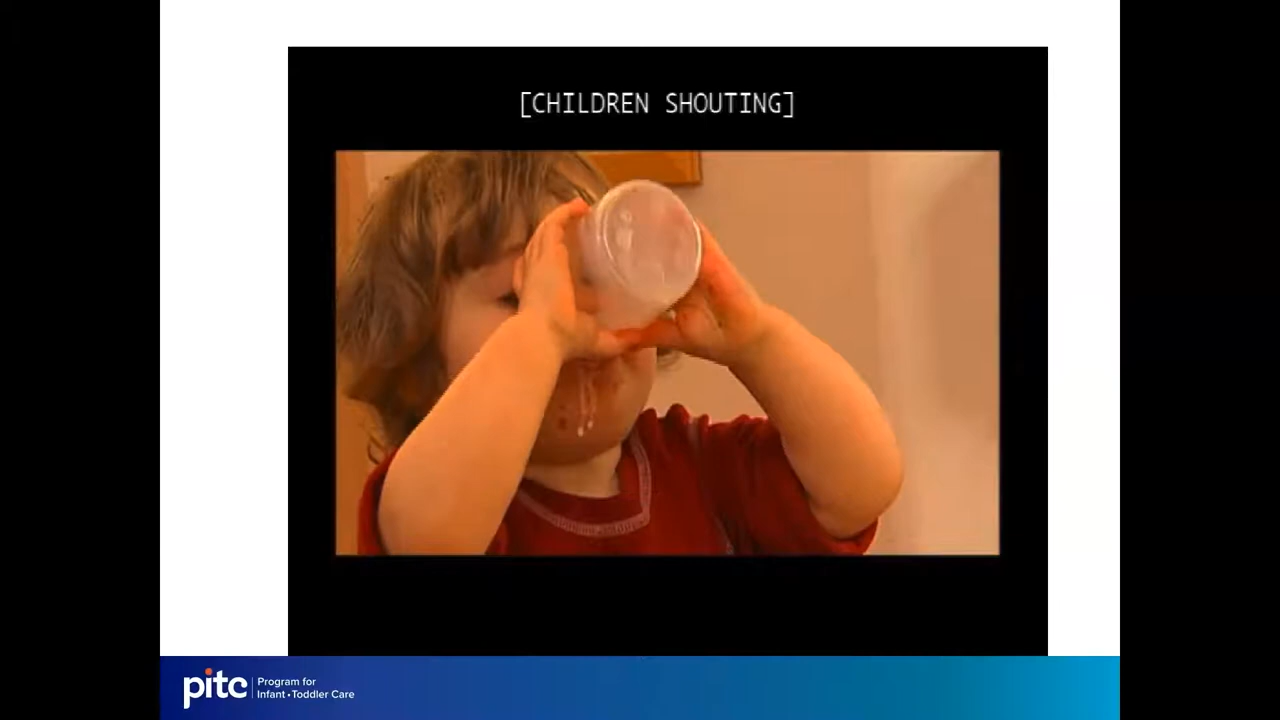 [CHILDREN SHOUTING]
pitc
Program for
Infant • Toddler Care